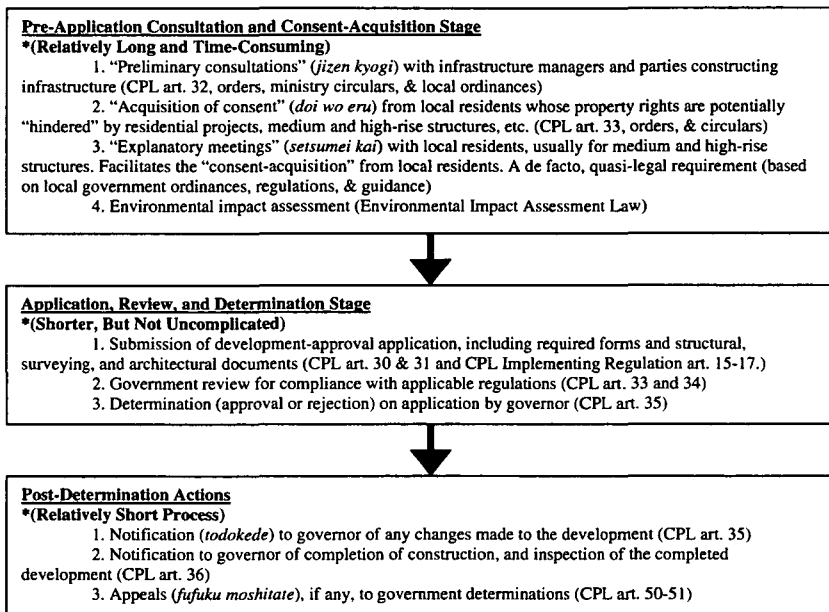 Pre-Application Consultation and Consent-Acquisition Stage
*(Relatively Long and Time-Consuming)
1. “Preliminary consultations” (jizen kyogi) with infrastructure managers and parties constructing
infrastructure (CPL art. 32, orders, ministry circulars, & local ordinances)
2. “Acquisition of consent” (doi wo eru) from local residents whose property rights are potentially
“hindered” by residential projects, medium and high-rise structures, etc. (CPL art. 33, orders, & circulars)
3. “Explanatory meetings” (setsumei kai) with local residents, usually for medium and high-rise
structures. Facilitates the “consent-acquisition” from local residents. A de facto, quasi-legal requirement (based
on local government ordinances, regulations, & guidance)
4. Environmental impact assessment (Environmental Impact Assessment Law)
Application, Review, and Determination Stage
*(Shorter, But Not Uncomplicated)
1. Submission of development-approval application, including required forms and structural,
surveying, and architectural documents (CPL art. 30 & 31 and CPL Implementing Regulation art. 15-17.)
2. Government review for compliance with applicable regulations (CPL art. 33 and 34)
3. Determination (approval or rejection) on application by governor (CPL art. 35)
Post-Determination Actions
*(Relatively Short Process)
1. Notification (todokede) to governor of any changes made to the development (CPL art. 35)
2. Notification to governor of completion of construction, and inspection of the completed
development (CPL art. 36)
3. Appeals (fufuku moshitate), if any, to government determinations (CPL art. 50-51)